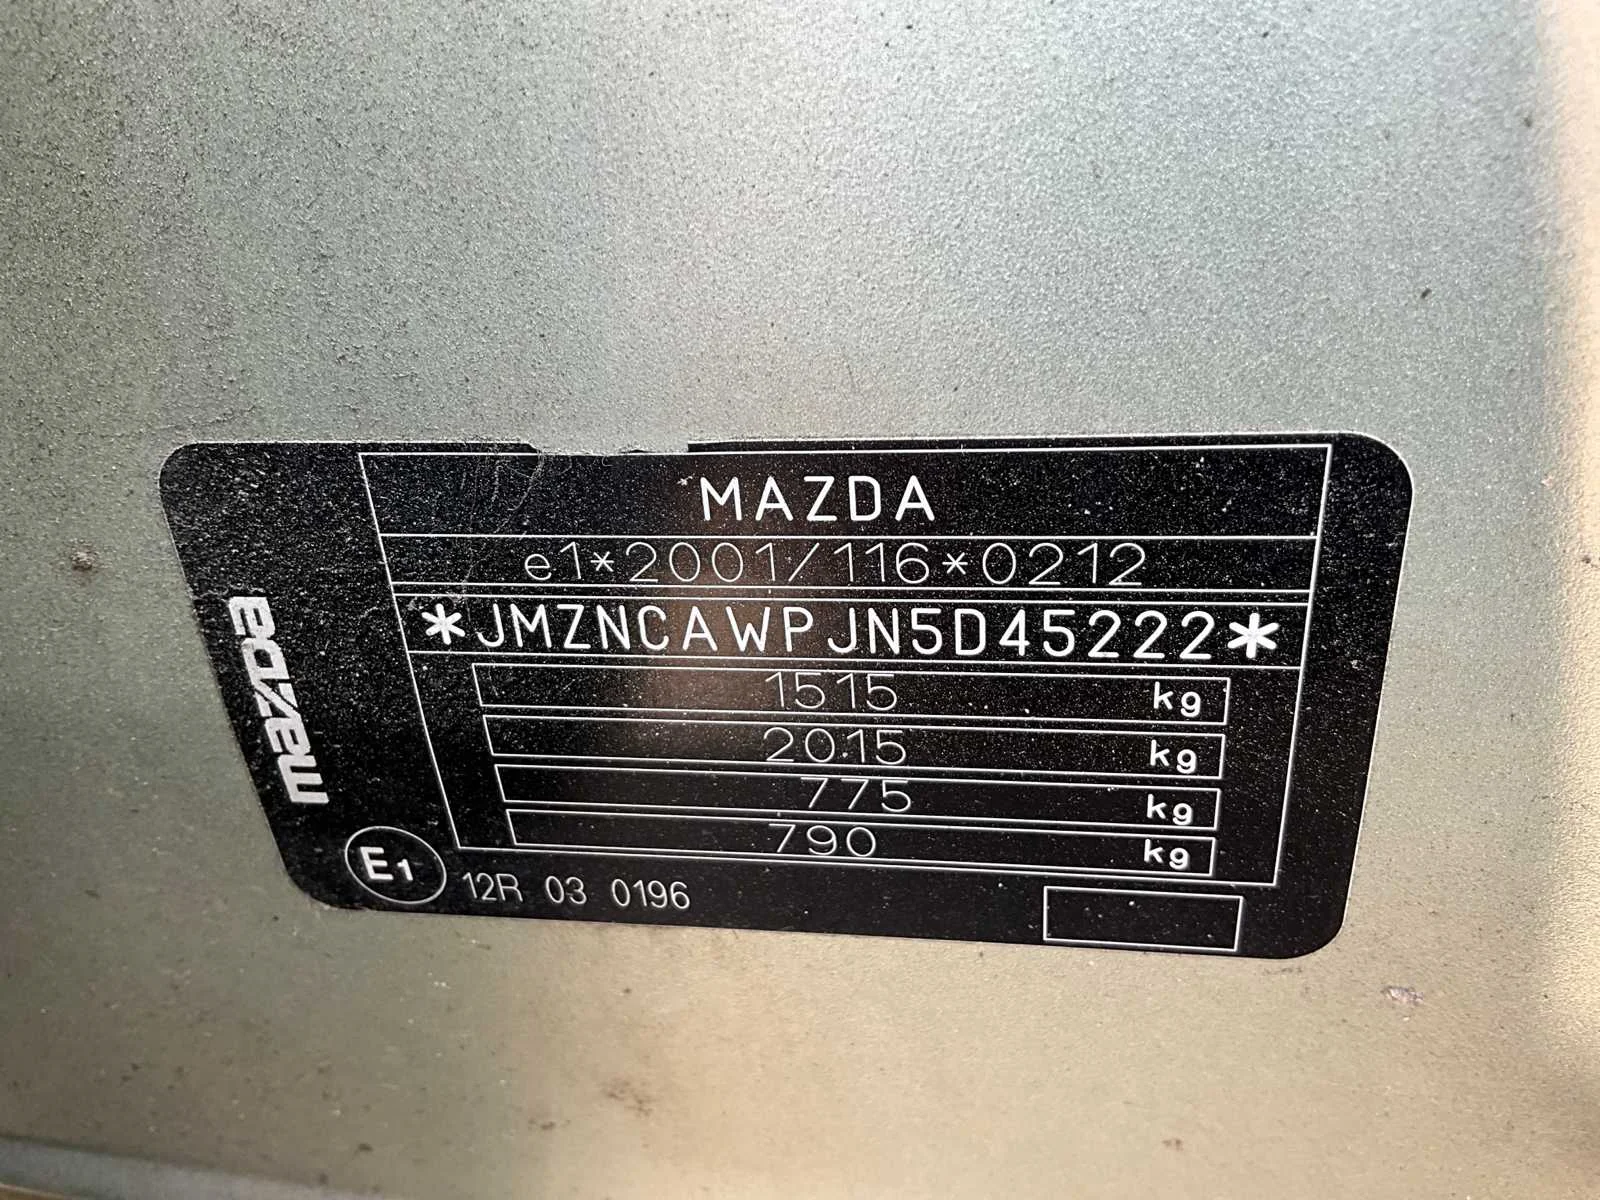 MAZDA
e1*2001/116*0212
*JMZNCAWPJN5D45222*
1515 kg
2015 kg
775 kg
790 kg
mazda
E1 12R 03 0196